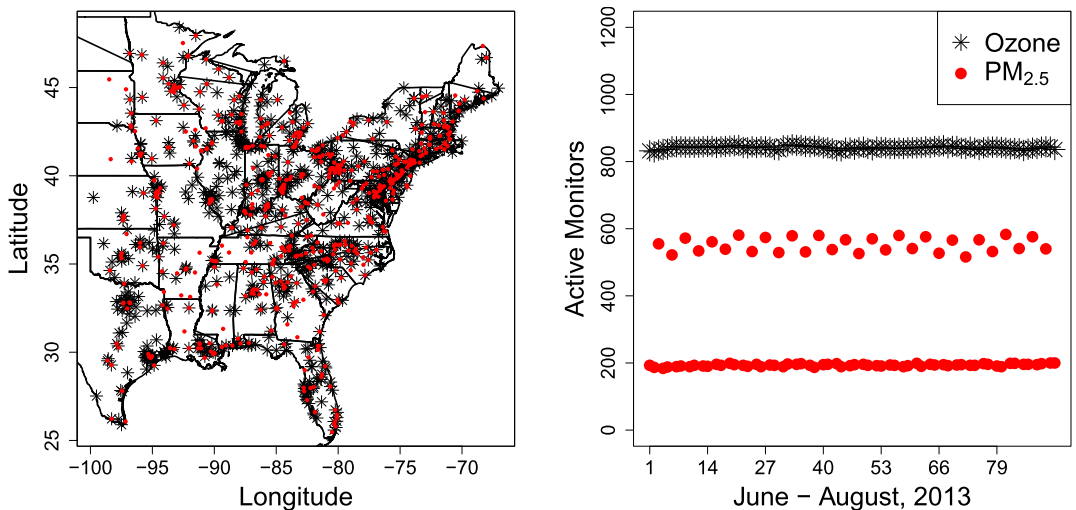 Latitude
45
40
35
30
25
−100 −95 −90 −85 −80 −75 −70
Longitude
Active Monitors
1200
1000
800
600
400
200
0
Ozone
PM2.5
1 14 27 40 53 66 79
June − August, 2013